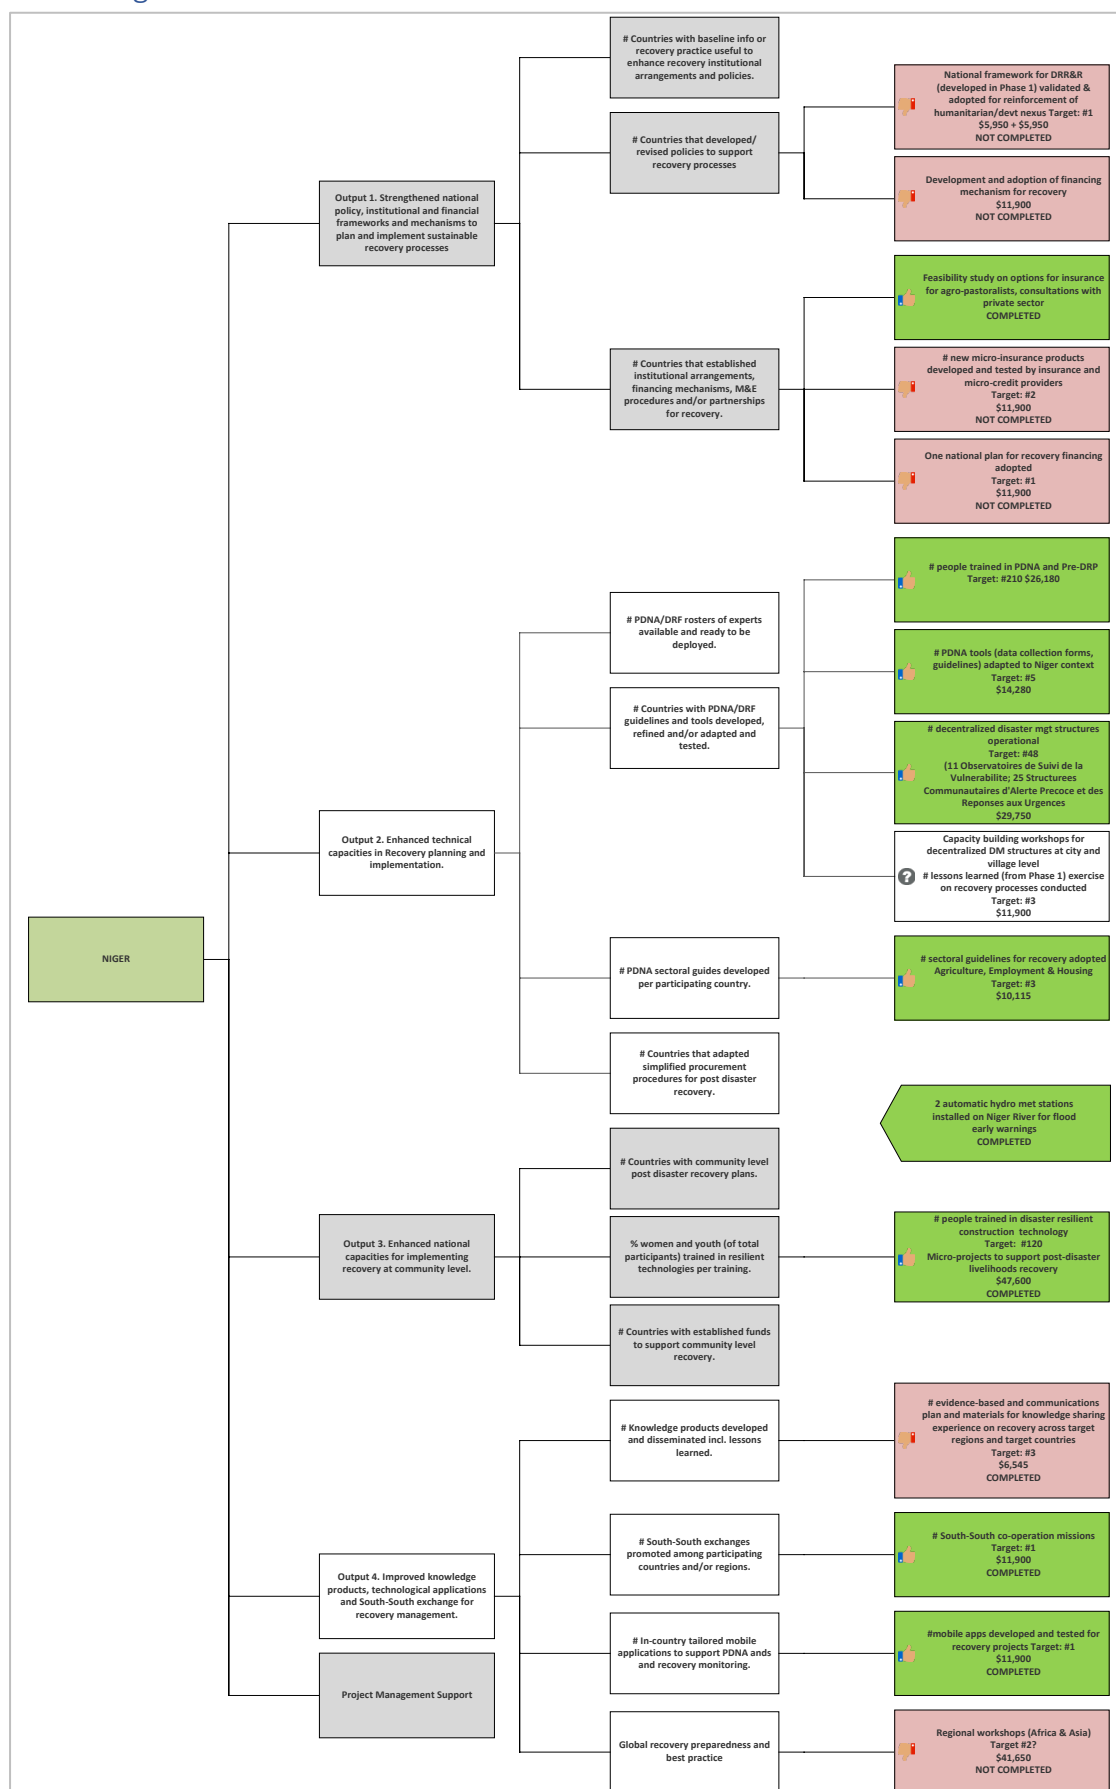 # Countries with baseline info or
recovery practice useful to
enhance recovery institutional
arrangements and policies.
National framework for DRR&R
(developed in Phase 1) validated &
adopted for reinforcement of
humanitarian/devt nexus Target: #1
$5,950 + $5,950
NOT COMPLETED
# Countries that developed/
revised policies to support
recovery processes
Development and adoption of financing
mechanism for recovery
$11,900
NOT COMPLETED
Output 1. Strengthened national
policy, institutional and financial
frameworks and mechanisms to
plan and implement sustainable
recovery processes
Feasibility study on options for insurance
for agro-pastoralists, consultations with
private sector
COMPLETED
# Countries that established
institutional arrangements,
financing mechanisms, M&E
procedures and/or partnerships
for recovery.
# new micro-insurance products
developed and tested by insurance and
micro-credit providers
Target: #2
$11,900
NOT COMPLETED
One national plan for recovery financing
adopted
Target: #1
$11,900
NOT COMPLETED
# people trained in PDNA and Pre-DRP
Target: #210 $26,180
# PDNA/DRF rosters of experts
available and ready to be
deployed.
# PDNA tools (data collection forms,
guidelines) adapted to Niger context
Target: #5
$14,280
# Countries with PDNA/DRF
guidelines and tools developed,
refined and/or adapted and
tested.
# decentralized disaster mgt structures
operational
Target: #48
(11 Observatoires de Suivi de la
Vulnerabilite; 25 Structurees
Communautaires d'Alerte Precoce et des
Reponses aux Urgences
$29,750
Output 2. Enhanced technical
capacities in Recovery planning and
implementation.
Capacity building workshops for
decentralized DM structures at city and
village level
# lessons learned (from Phase 1) exercise
on recovery processes conducted
Target: #3
$11,900
NIGER
# PDNA sectoral guides developed
per participating country.
# sectoral guidelines for recovery adopted
Agriculture, Employment & Housing
Target: #3
$10,115
# Countries that adapted
simplified procurement
procedures for post disaster
recovery.
2 automatic hydro met stations
installed on Niger River for flood
early warnings
COMPLETED
# Countries with community level
post disaster recovery plans.
Output 3. Enhanced national
capacities for implementing
recovery at community level.
% women and youth (of total
participants) trained in resilient
technologies per training.
# people trained in disaster resilient
construction technology
Target: #120
Micro-projects to support post-disaster
livelihoods recovery
$47,600
COMPLETED
# Countries with established funds
to support community level
recovery.
# Knowledge products developed
and disseminated incl. lessons
learned.
# evidence-based and communications
plan and materials for knowledge sharing
experience on recovery across target
regions and target countries
Target: #3
$6,545
COMPLETED
# South-South exchanges
promoted among participating
countries and/or regions.
# South-South co-operation missions
Target: #1
$11,900
COMPLETED
Output 4. Improved knowledge
products, technological applications
and South-South exchange for
recovery management.
# In-country tailored mobile
applications to support PDNA ands
and recovery monitoring.
#mobile apps developed and tested for
recovery projects Target: #1
$11,900
COMPLETED
Project Management Support
Global recovery preparedness and
best practice
Regional workshops (Africa & Asia)
Target #2?
$41,650
NOT COMPLETED